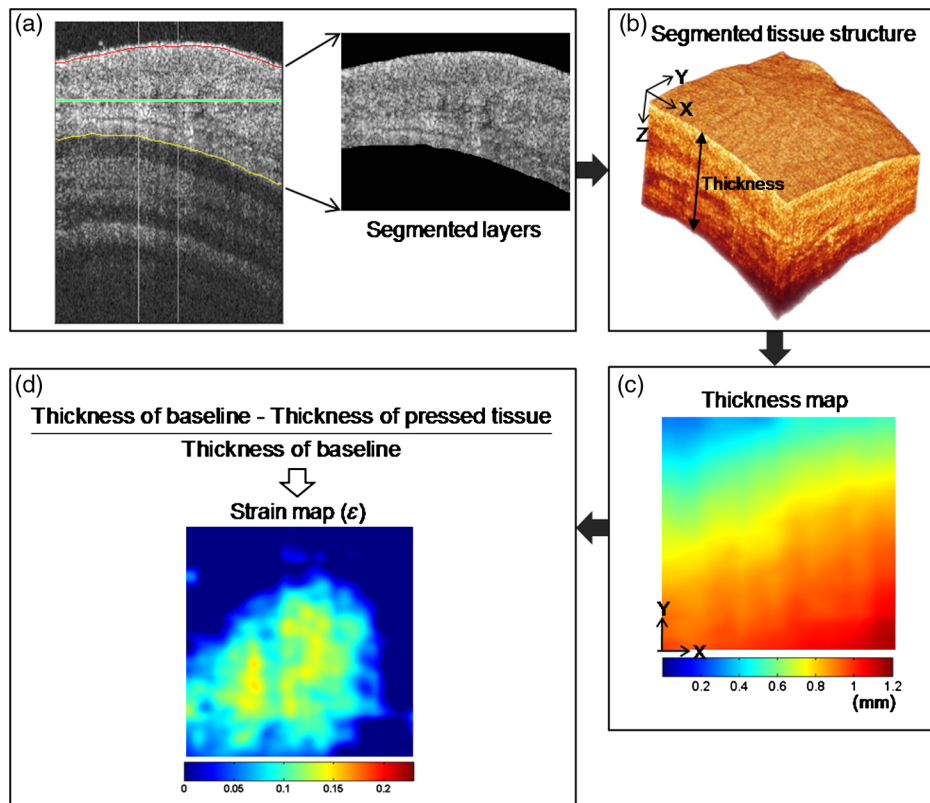 (a)
Segmented layers
(b)
Segmented tissue structure
Y
X
Z
Thickness
(c)
Thickness map
Y
X
0.2 0.4 0.6 0.8 1 1.2
(mm)
(d)
Thickness of baseline - Thickness of pressed tissue
Thickness of baseline
Strain map (ε)
0 0.05 0.1 0.15 0.2